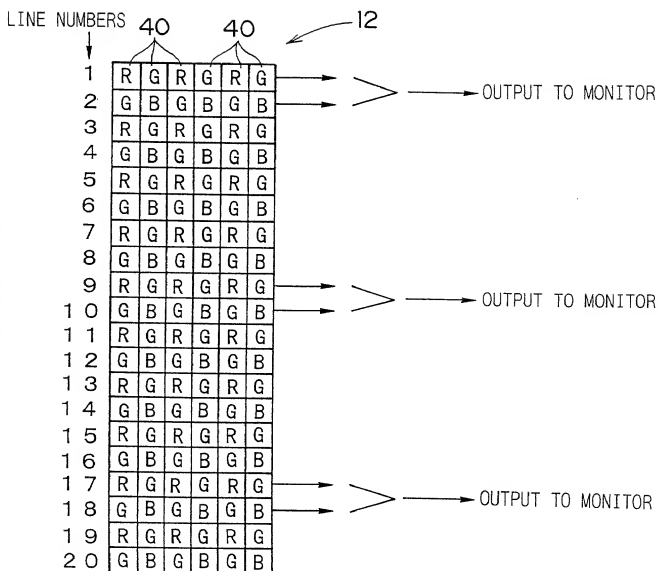 LINE NUMBERS 40 40 12
1 R G R G R G OUTPUT TO MONITOR
2 G B G B G B
3 R G R G R G
4 G B G B G B
5 R G R G R G
6 G B G B G B
7 R G R G R G
8 G B G B G B
9 R G R G R G OUTPUT TO MONITOR
10 G B G B G B
11 R G R G R G
12 G B G B G B
13 R G R G R G
14 G B G B G B
15 R G R G R G
16 G B G B G B
17 R G R G R G OUTPUT TO MONITOR
18 G B G B G B
19 R G R G R G
20 G B G B G B